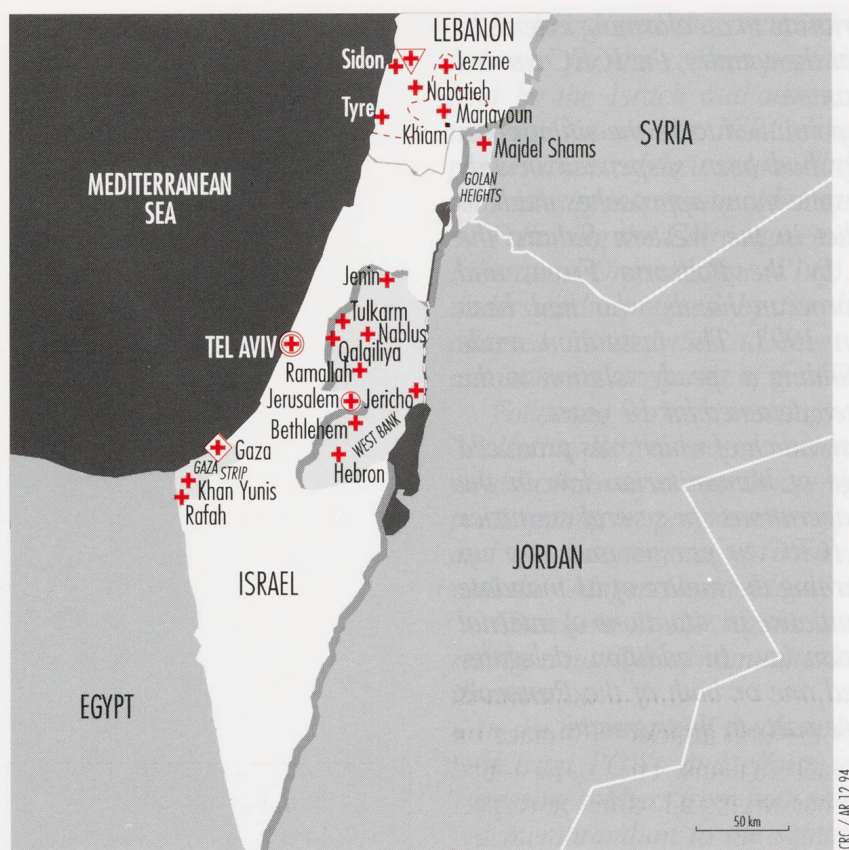 LEBANON
Sidon
Jezzine
Nabatieh
Tyre
Marjayoun
Khiam
Majdel Shams
SYRIA
GOLAN
HEIGHTS
MEDITERRANEAN
SEA
Jenin
Tulkarm
Nablus
TEL AVIV
Qalqiliya
Ramallah
Jerusalem
Jericho
Bethlehem
WEST BANK
Gaza
GAZA STRIP
Hebron
Khan Yunis
Rafah
JORDAN
ISRAEL
EGYPT
50 km
CRC / AR 12.94